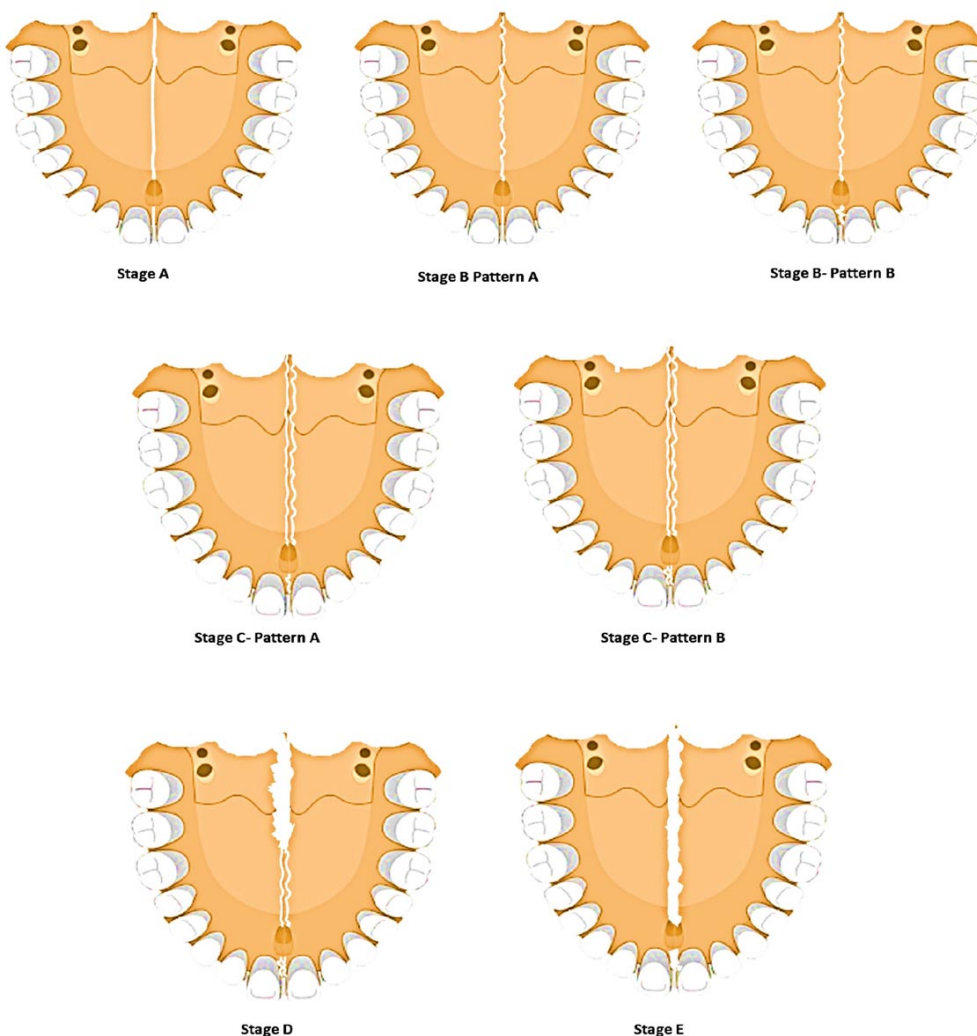 Stage A
Stage B Pattern A
Stage B- Pattern B
Stage C- Pattern A
Stage C- Pattern B
Stage D
Stage E